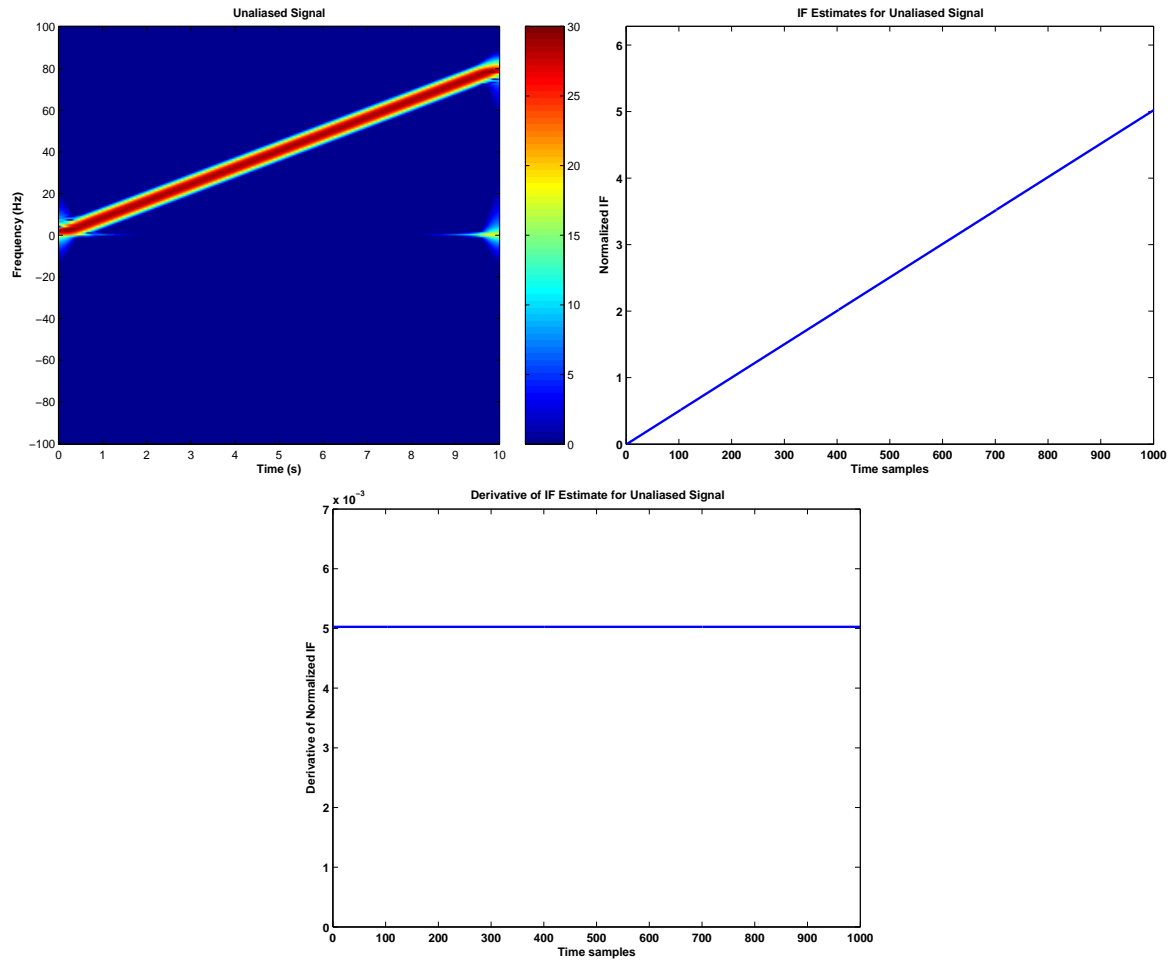 Unaliased Signal
100
80
60
40
20
0
−20
−40
−60
−80
−100
Frequency (Hz)
0 1 2 3 4 5 6 7 8 9 10
Time (s)
30
25
20
15
10
5
0
IF Estimates for Unaliased Signal
6
5
4
3
2
1
0
Normalized IF
0 100 200 300 400 500 600 700 800 900 1000
Time samples
Derivative of IF Estimate for Unaliased Signal
x 10−3
7
6
5
4
3
2
1
0
Derivative of Normalized IF
0 100 200 300 400 500 600 700 800 900 1000
Time samples